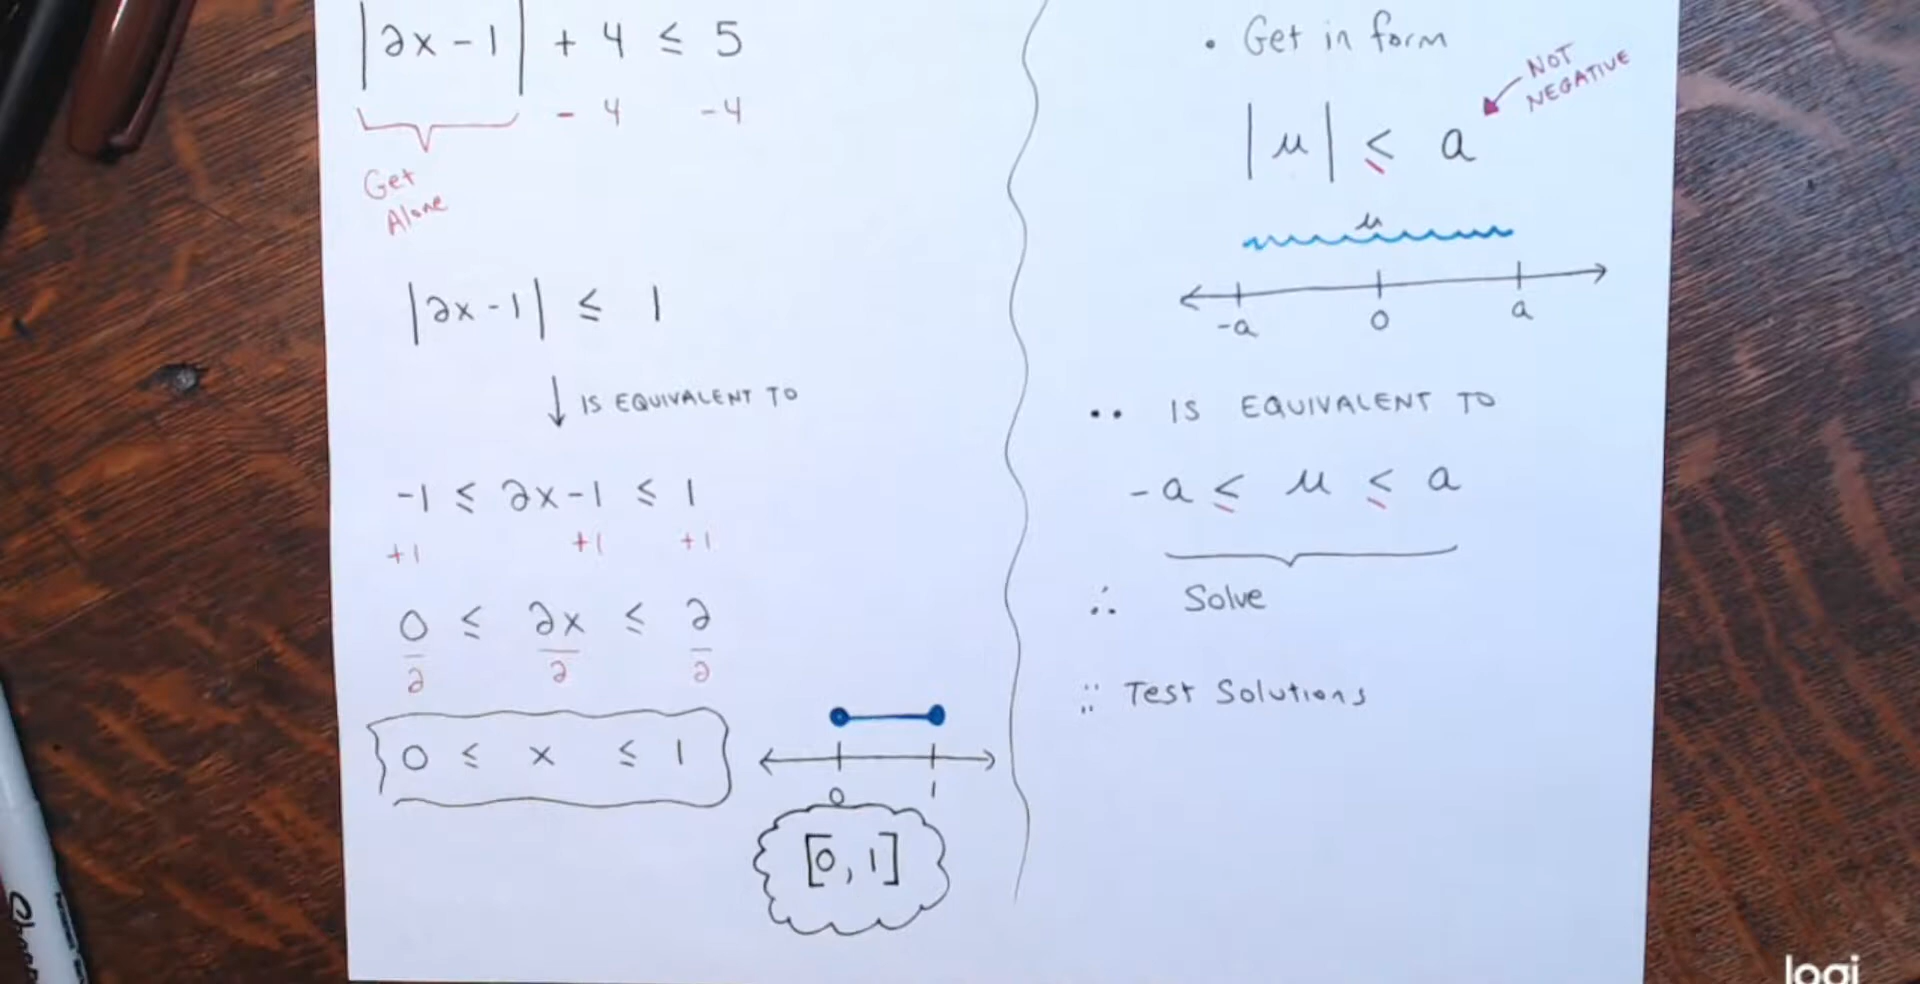 |2x - 1| + 4 ≤ 5
- 4 -4
Get
Alone
|2x - 1| ≤ 1
↓ IS EQUIVALENT TO
-1 ≤ 2x - 1 ≤ 1
+1 +1 +1
0 ≤ 2x ≤ 2
2 2 2
0 ≤ x ≤ 1
0 1
[0, 1]
• Get in form
NOT
NEGATIVE
|u| ≤ a
u
-a 0 a
•• IS EQUIVALENT TO
-a ≤ u ≤ a
∴ Solve
:: Test Solutions
logi